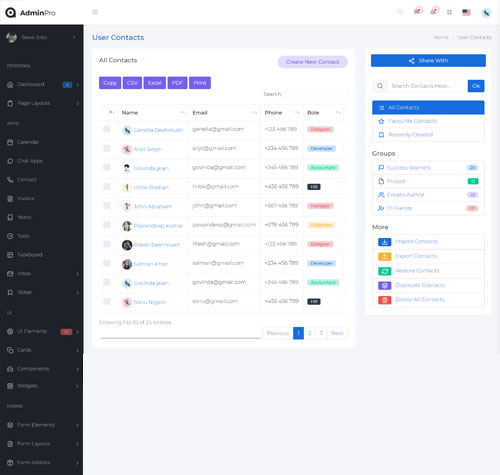 AdminPro
Steve Jobs
PERSONAL
Dashboard 4
Page Layouts
APPS
Calendar
Chat Apps
Contact
Invoice
Notes
Todo
Taskboard
Inbox
Ticket
UI
Ui Elements 25
Cards
Components
Widgets
FORMS
Form Elements
Form Layouts
Form Addons
User Contacts
Home User Contacts
All Contacts
Create New Contact
Copy CSV Excel PDF Print
Search:
Name Email Phone Role
Genelia Deshmukh genelia@gmail.com +123 456 789 Designer
Arijit Singh arijit@gmail.com +234 456 789 Developer
Govinda jalan govinda@gmail.com +345 456 789 Accountant
Hritik Roshan hritik@gmail.com +456 456 789 HR
John Abraham john@gmail.com +567 456 789 Manager
Pawandeep kumar pawandeep@gmail.com +678 456 789 Chairman
Ritesh Deshmukh ritesh@gmail.com +123 456 789 Designer
Salman Khan salman@gmail.com +234 456 789 Developer
Govinda jalan govinda@gmail.com +345 456 789 Accountant
Sonu Nigam sonu@gmail.com +456 456 789 HR
Showing 1 to 10 of 24 entries
Previous 1 2 3 Next
Share With
Search Contacts Here... Ok
All Contacts
Favourite Contacts
Recently Created
Groups
Success Warriers
Project
Envato Author
IT Friends
More
Import Contacts
Export Contacts
Restore Contacts
Duplicate Contacts
Delete All Contacts